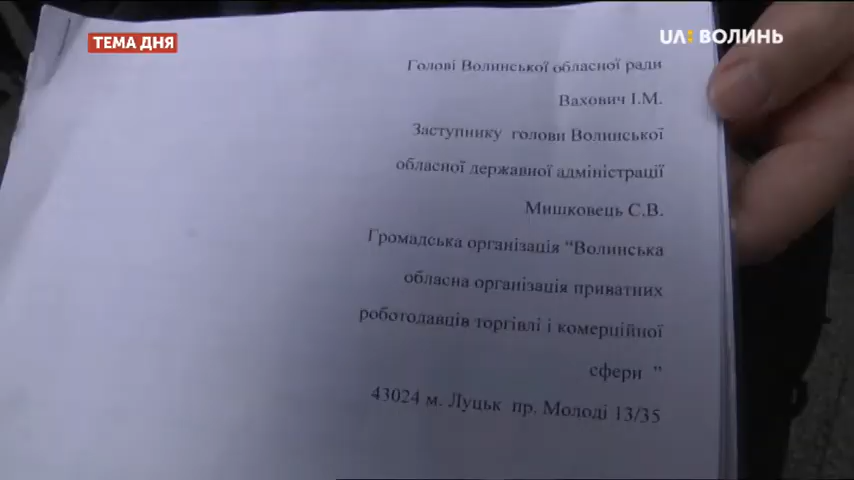 ТЕМА ДНЯ
UA: ВОЛИНЬ
Голові Волинської обласної ради
Вахович І.М.
Заступнику голови Волинської
обласної державної адміністрації
Мишковець С.В.
Громадська організація "Волинська
обласна організація приватних
роботодавців торгівлі і комерційної
сфери "
43024 м. Луцьк пр. Молоді 13/35